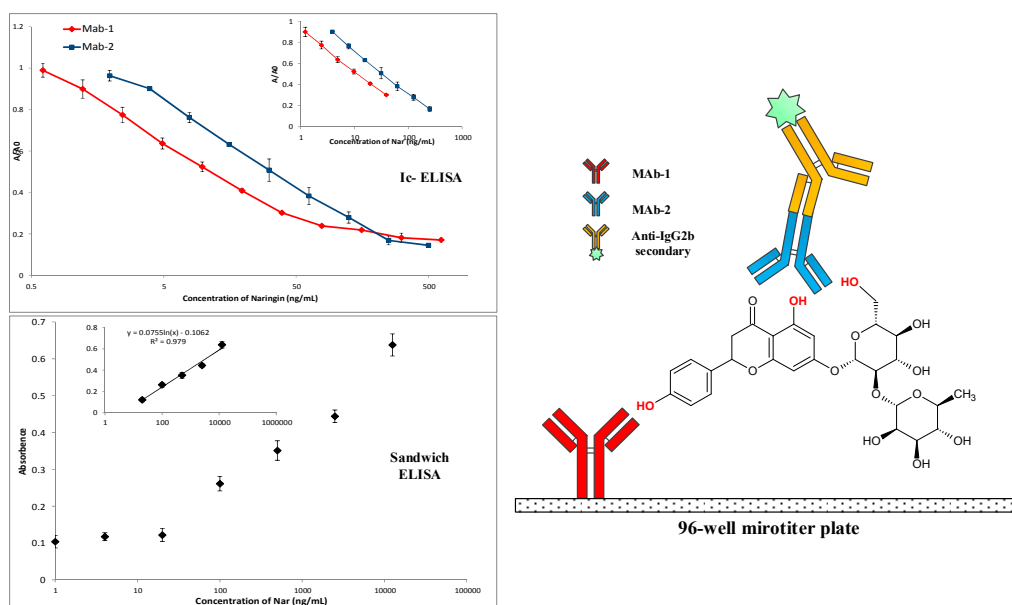 Mab-1
Mab-2
1.2
1
0.8
0.6
0.4
0.2
0
A/A0
0.5
5
50
500
Concentration of Naringin (ng/mL)
Ic- ELISA
1
0.8
0.6
0.4
0.2
0
A/A0
1
10
100
1000
Concentration of Nar (ng/mL)
0.7
0.6
0.5
0.4
0.3
0.2
0.1
0
Absorbence
1
10
100
1000
10000
100000
Concentration of Nar (ng/mL)
Sandwich
ELISA
y = 0.0755ln(x) - 0.1062
R² = 0.979
0.8
0.6
0.4
0.2
0
1
100
10000
1000000
MAb-1
MAb-2
Anti-IgG2b
secondary
HO
OH
O
O
HO
O
O
OH
OH
O
O
CH3
OH
OH
OH
96-well mirotiter plate